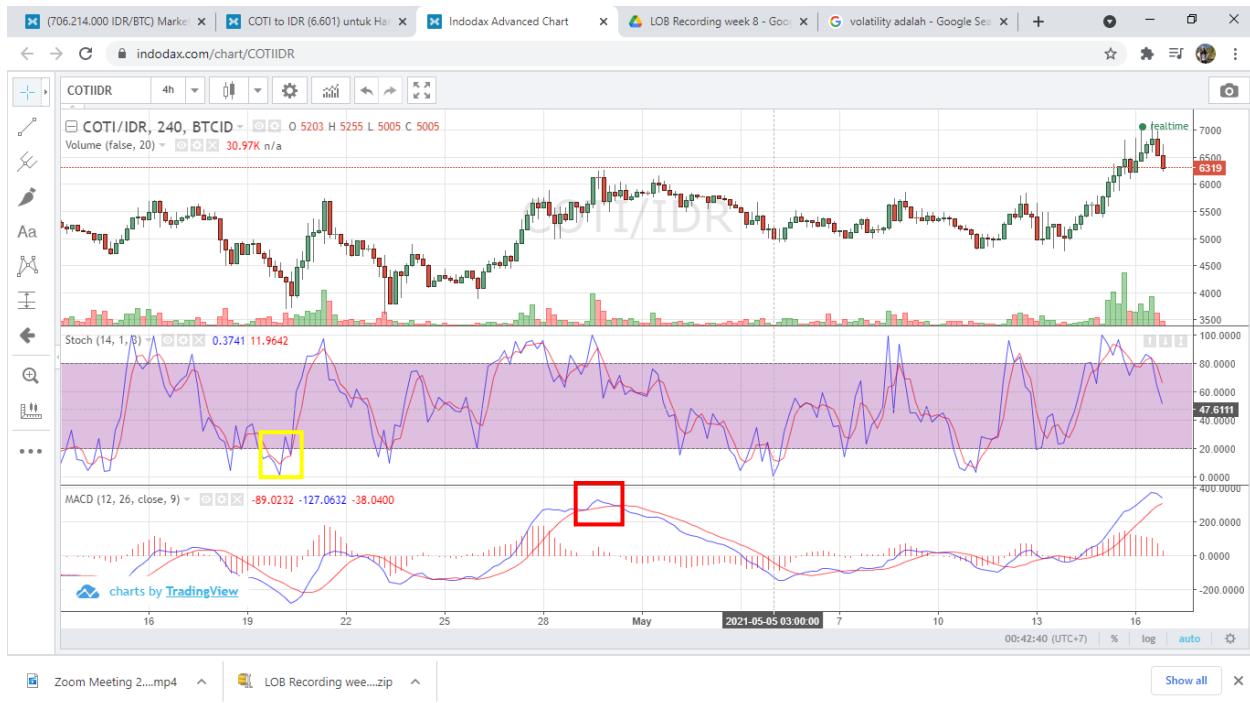 (706.214.000 IDR/BTC) Marke
COTI to IDR (6.601) untuk Ha
Indodax Advanced Chart
LOB Recording week 8 - Goo
volatility adalah - Google Sea
indodax.com/chart/COTIIDR
COTIIDR
4h
COTI/IDR, 240, BTCID
O 5203 H 5255 L 5005 C 5005
realtime
Volume (false, 20)
30.97K n/a
COTI/IDR
7000
6500
6319
6000
5500
5000
4500
4000
3500
Aa
Stoch (14, 1, 3)
0.3741 11.9642
100.0000
80.0000
60.0000
47.6111
40.0000
20.0000
0.0000
MACD (12, 26, close, 9)
-89.0232 -127.0632 -38.0400
400.0000
200.0000
0.0000
-200.0000
charts by TradingView
16
19
22
25
28
May
2021-05-05 03:00:00
7
10
13
16
00:42:40 (UTC+7)
%
log
auto
Zoom Meeting 2....mp4
LOB Recording wee....zip
Show all